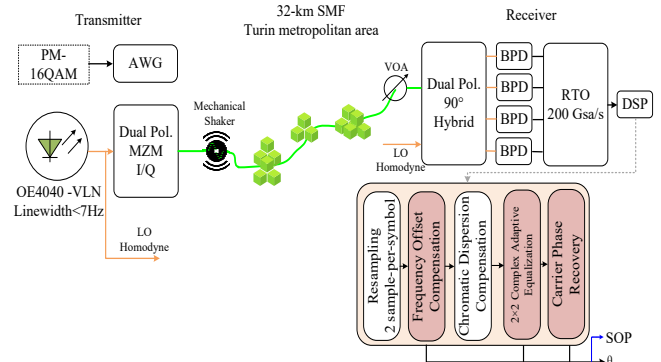 Transmitter
32-km SMF
Turin metropolitan area
Receiver
PM-
16QAM
AWG
VOA
Dual Pol.
90°
Hybrid
BPD
BPD
BPD
BPD
RTO
200 Gsa/s
DSP
Mechanical
Shaker
Dual Pol.
MZM
I/Q
OE4040 -VLN
Linewidth<7Hz
LO
Homodyne
LO
Homodyne
Resampling
2 sample-per-symbol
Frequency Offset
Compensation
Chromatic Dispersion
Compensation
2×2 Complex Adaptive
Equalization
Carrier Phase
Recovery
SOP
θ